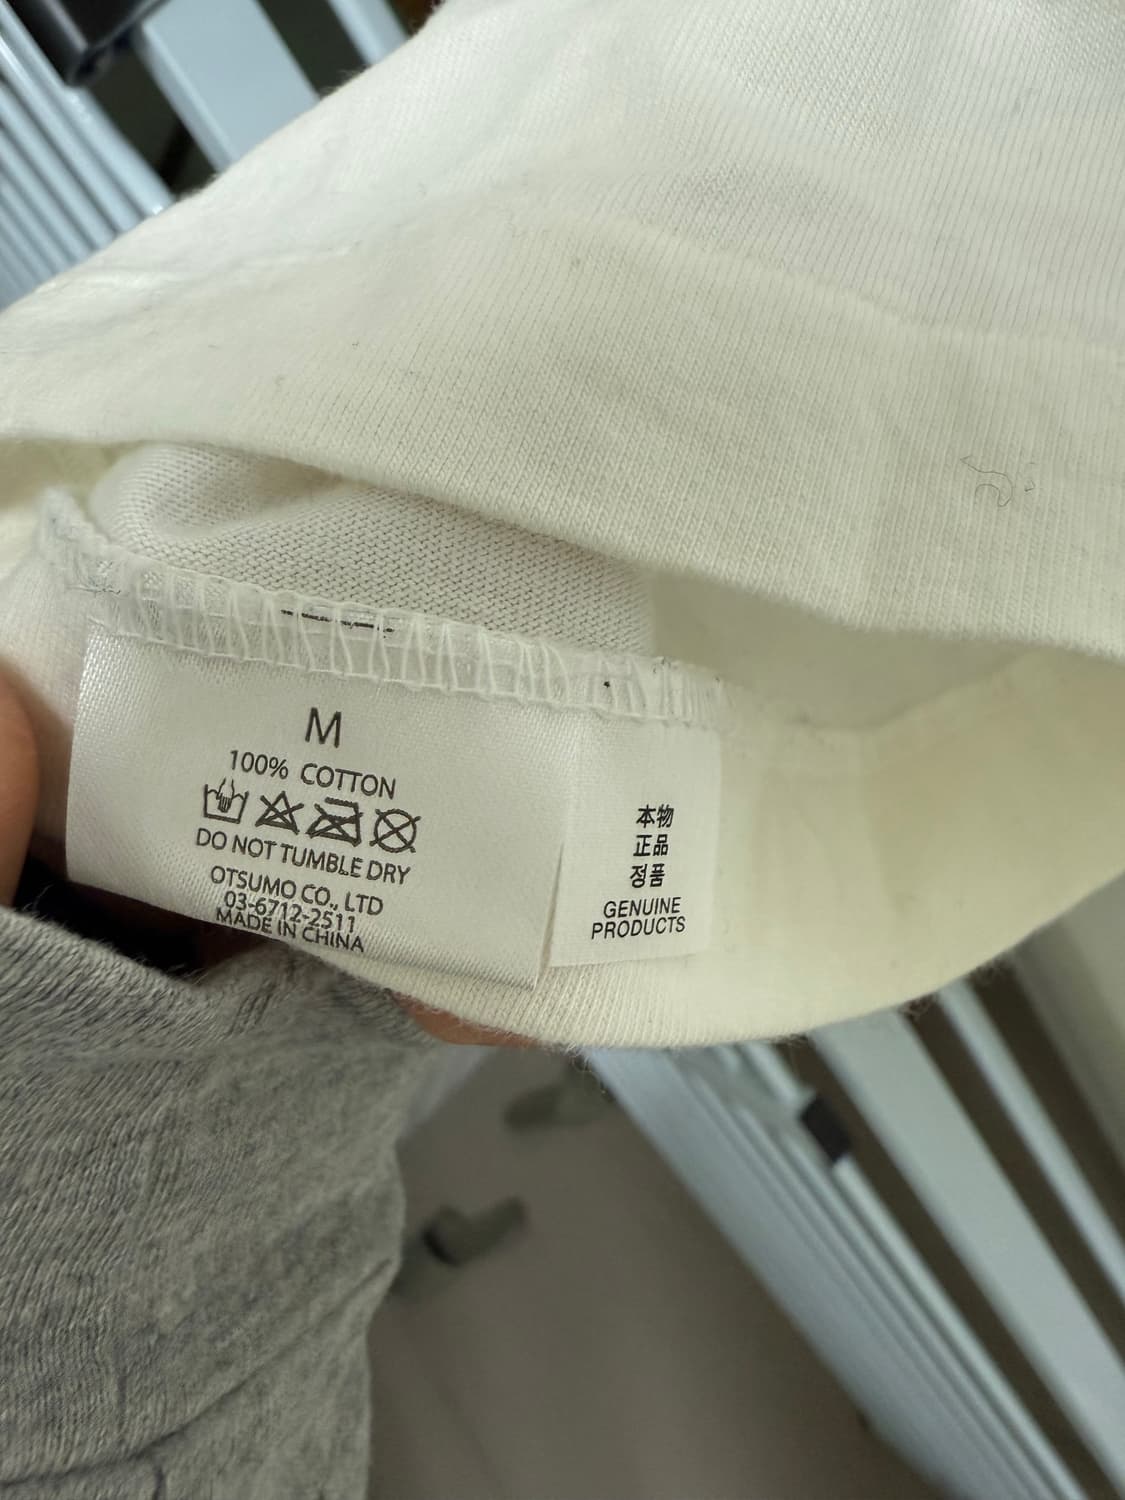 M
100% COTTON
DO NOT TUMBLE DRY
OTSUMO CO., LTD
03-6712-2511
MADE IN CHINA
本物
正品
정품
GENUINE
PRODUCTS